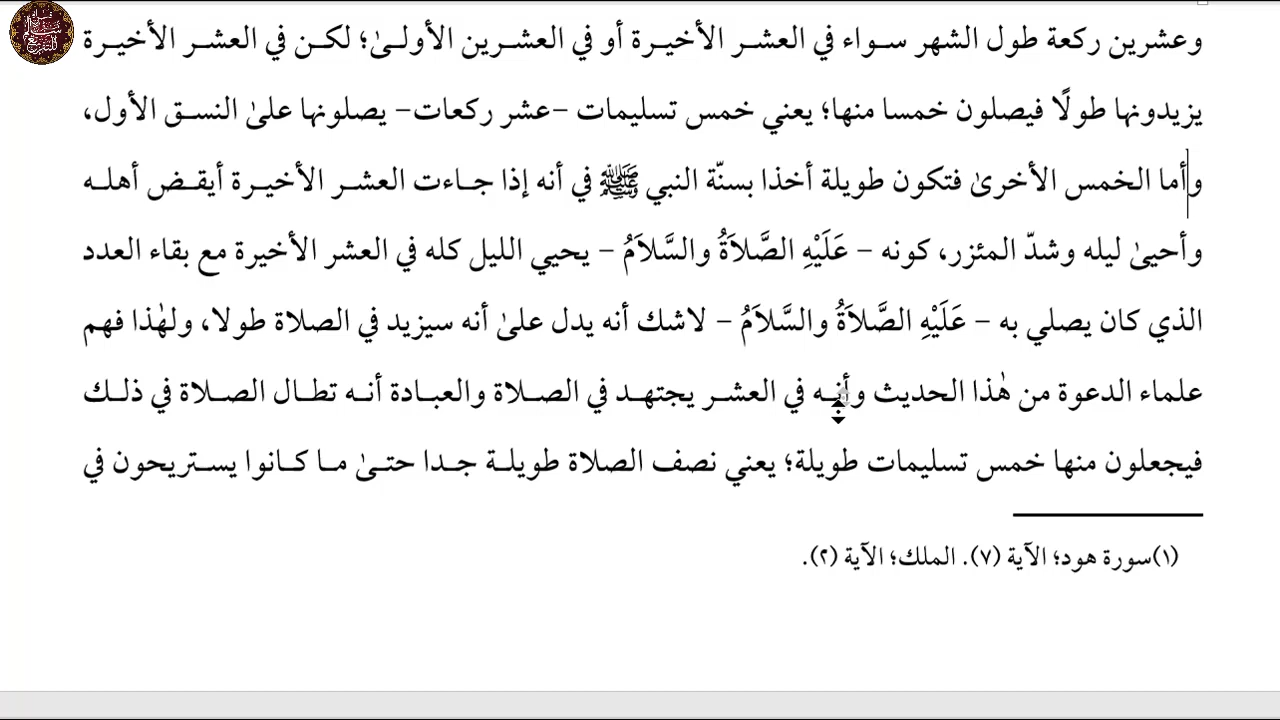 وعشرين ركعة طول الشهر سواء في العشر الأخيرة أو في العشرين الأولىٰ؛ لكن في العشر الأخيرة
يزيدونها طولًا فيصلون خمسا منها؛ يعني خمس تسليمات -عشر ركعات- يصلونها علىٰ النسق الأول،
وأما الخمس الأخرىٰ فتكون طويلة أخذا بسنّة النبي ﷺ في أنه إذا جاءت العشر الأخيرة أيقض أهله
وأحيىٰ ليله وشدّ المئزر، كونه - عَلَيْهِ الصَّلاَةُ والسَّلاَمُ - يحيي الليل كله في العشر الأخيرة مع بقاء العدد
الذي كان يصلي به - عَلَيْهِ الصَّلاَةُ والسَّلاَمُ - لاشك أنه يدل علىٰ أنه سيزيد في الصلاة طولا، ولهٰذا فهم
علماء الدعوة من هٰذا الحديث وأنه في العشر يجتهد في الصلاة والعبادة أنه تطال الصلاة في ذلك
فيجعلون منها خمس تسليمات طويلة؛ يعني نصف الصلاة طويلة جدا حتىٰ ما كانوا يستريحون في
(١)سورة هود؛ الآية (٧). الملك؛ الآية (٢).